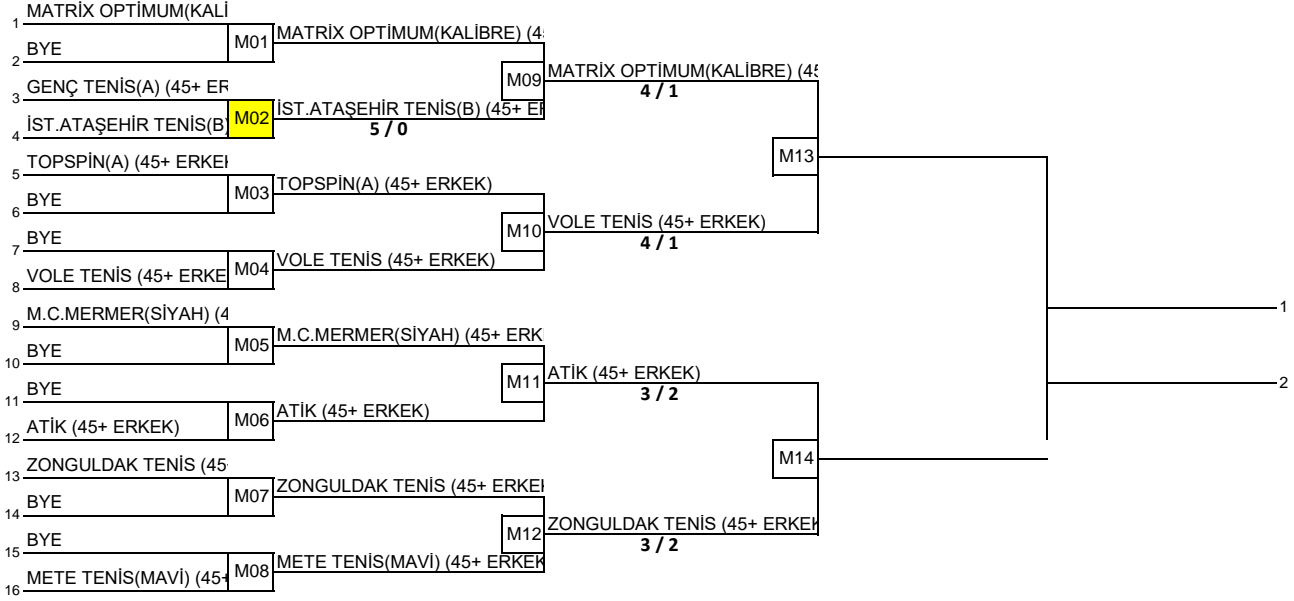 MATRİX OPTİMUM(KALİ
1
M01
MATRİX OPTİMUM(KALİBRE) (4
BYE
2
M09
MATRİX OPTİMUM(KALİBRE) (45
4 / 1
GENÇ TENİS(A) (45+ ER
3
M02
İST.ATAŞEHİR TENİS(B) (45+ E
5 / 0
İST.ATAŞEHİR TENİS(B)
4
M13
TOPSPİN(A) (45+ ERKE
5
M03
TOPSPİN(A) (45+ ERKEK)
BYE
6
M10
VOLE TENİS (45+ ERKEK)
4 / 1
BYE
7
M04
VOLE TENİS (45+ ERKEK)
VOLE TENİS (45+ ERKE
8
M.C.MERMER(SİYAH) (4
9
1
M05
M.C.MERMER(SİYAH) (45+ ERK
BYE
10
M11
ATİK (45+ ERKEK)
3 / 2
2
BYE
11
M06
ATİK (45+ ERKEK)
ATİK (45+ ERKEK)
12
M14
ZONGULDAK TENİS (45
13
M07
ZONGULDAK TENİS (45+ ERKE
BYE
14
M12
ZONGULDAK TENİS (45+ ERKEK
3 / 2
BYE
15
M08
METE TENİS(MAVİ) (45+ ERKEK
METE TENİS(MAVİ) (45+
16